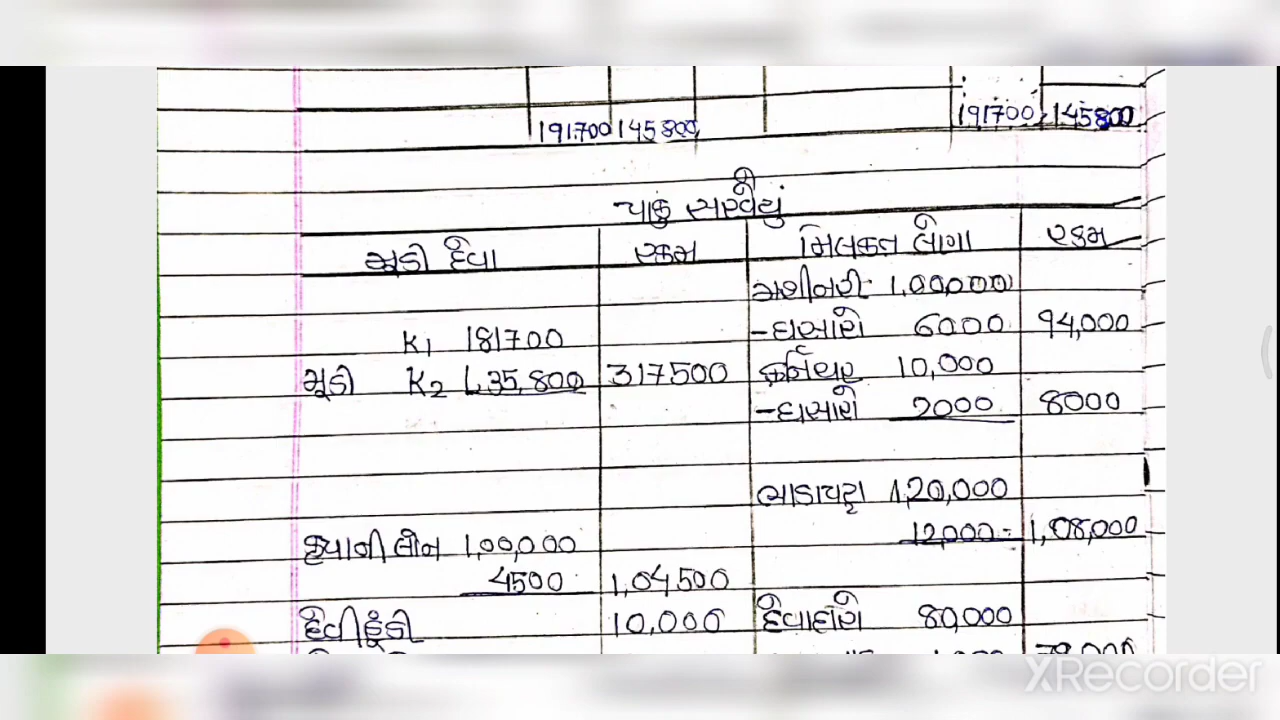 191700 145800 191700 145800
પાકું સરવૈયું
મૂડી દેવા રકમ મિલકત લેણા રકમ
મશીનરી 1,00,000
K1 181700 -ઘસારો 6000 94,000
મૂડી K2 1,35,800 317500 ફર્નિચર 10,000
-ઘસારો 2000 8000
ભાડાપટ્ટા 1,20,000
12,000 1,08,000
કૃપાની લોન 1,00,000
4500 1,04,500
દેવીહૂંડી 10,000 દેવાદારો 80,000
XRecorder